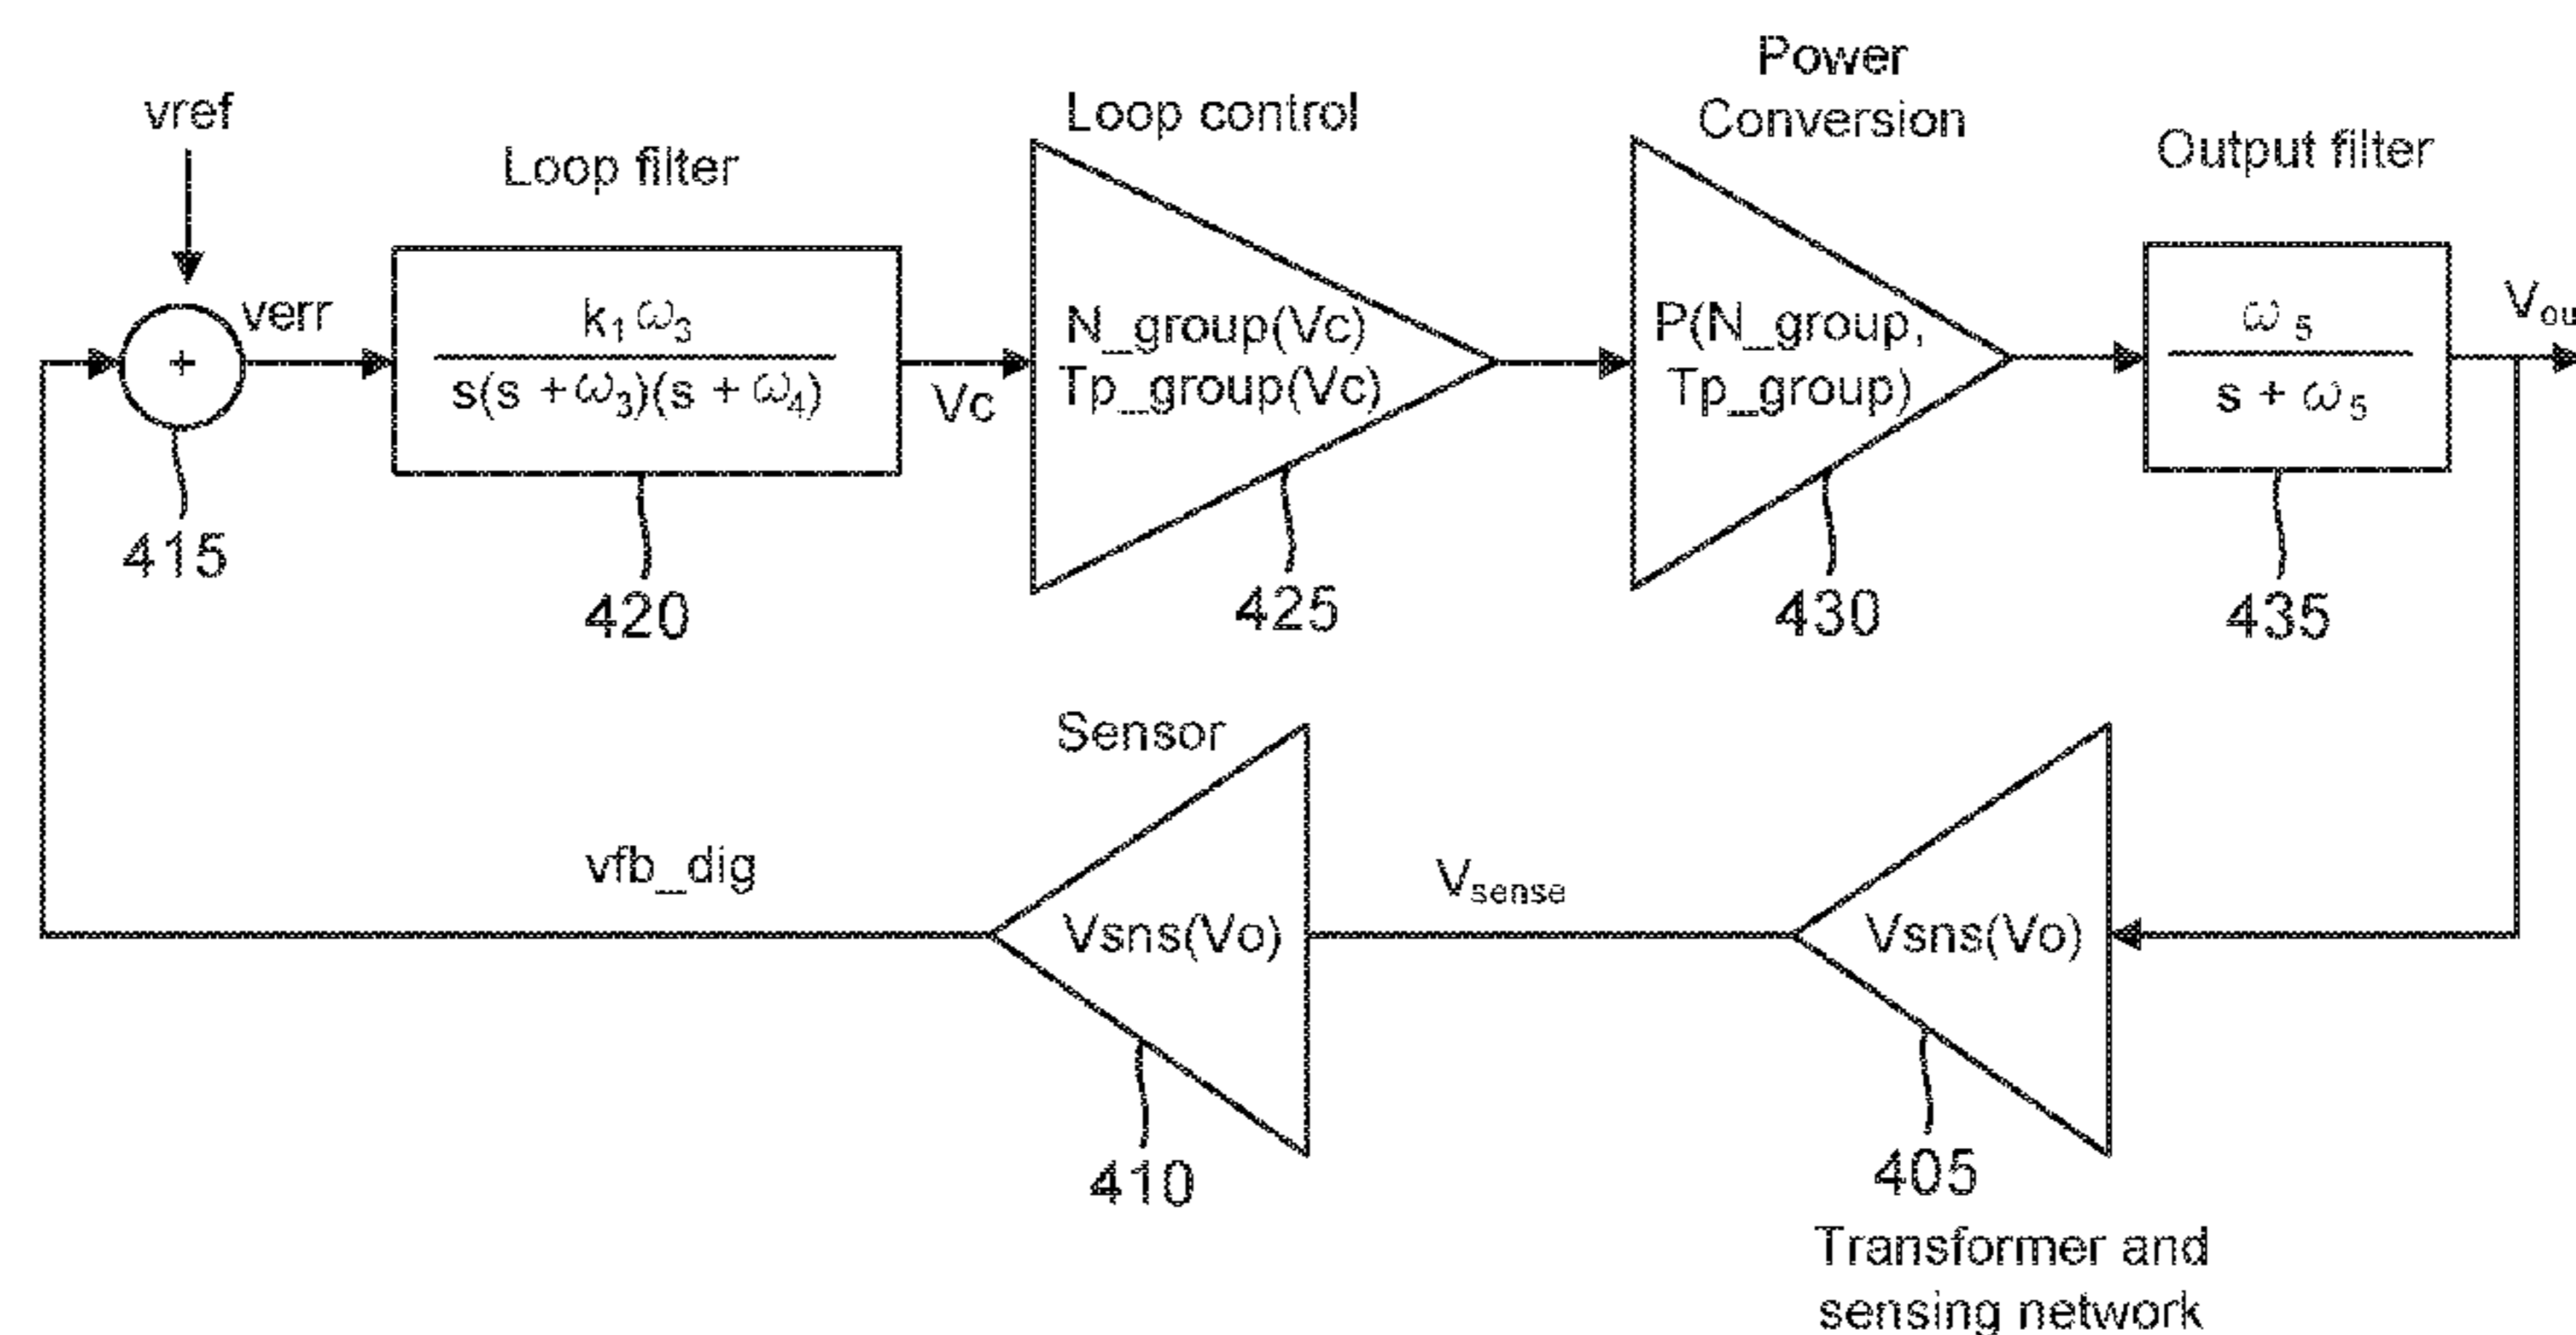 vref
Loop filter
Loop control
Power
Conversion
Output filter
+
verr
k₁ω₃
s(s + ω₃)(s + ω₄)
Vc
N_group(Vc)
Tp_group(Vc)
P(N_group,
Tp_group)
ω₅
s + ω₅
415
420
425
430
435
Sensor
vfb_dig
Vsns(Vo)
Vsense
Vsns(Vo)
410
405
Transformer and
sensing network